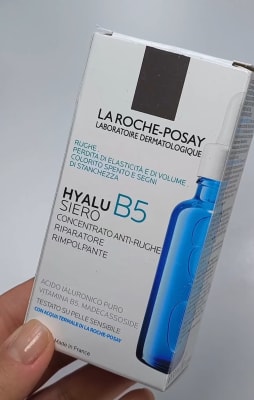 LA ROCHE-POSAY
LABORATOIRE DERMATOLOGIQUE
RUGHE
PERDITA DI ELASTICITÀ E DI VOLUME
COLORITO SPENTO E SEGNI
DI STANCHEZZA
HYALU B5
SIERO
CONCENTRATO ANTI-RUGHE
RIPARATORE
RIMPOLPANTE
ACIDO IALURONICO PURO
VITAMINA B5, MADECASSOSIDE
TESTATO SU PELLE SENSIBILE
CON ACQUA TERMALE DI LA ROCHE-POSAY
Made in France